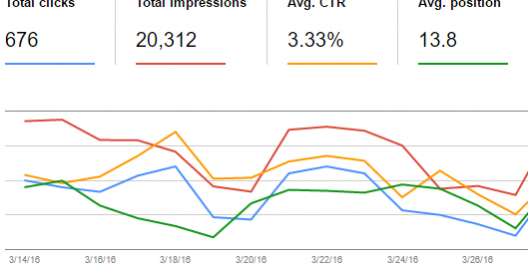 Total clicks Total impressions Avg. CTR Avg. position
676 20,312 3.33% 13.8
3/14/16 3/16/16 3/18/16 3/20/16 3/22/16 3/24/16 3/26/16